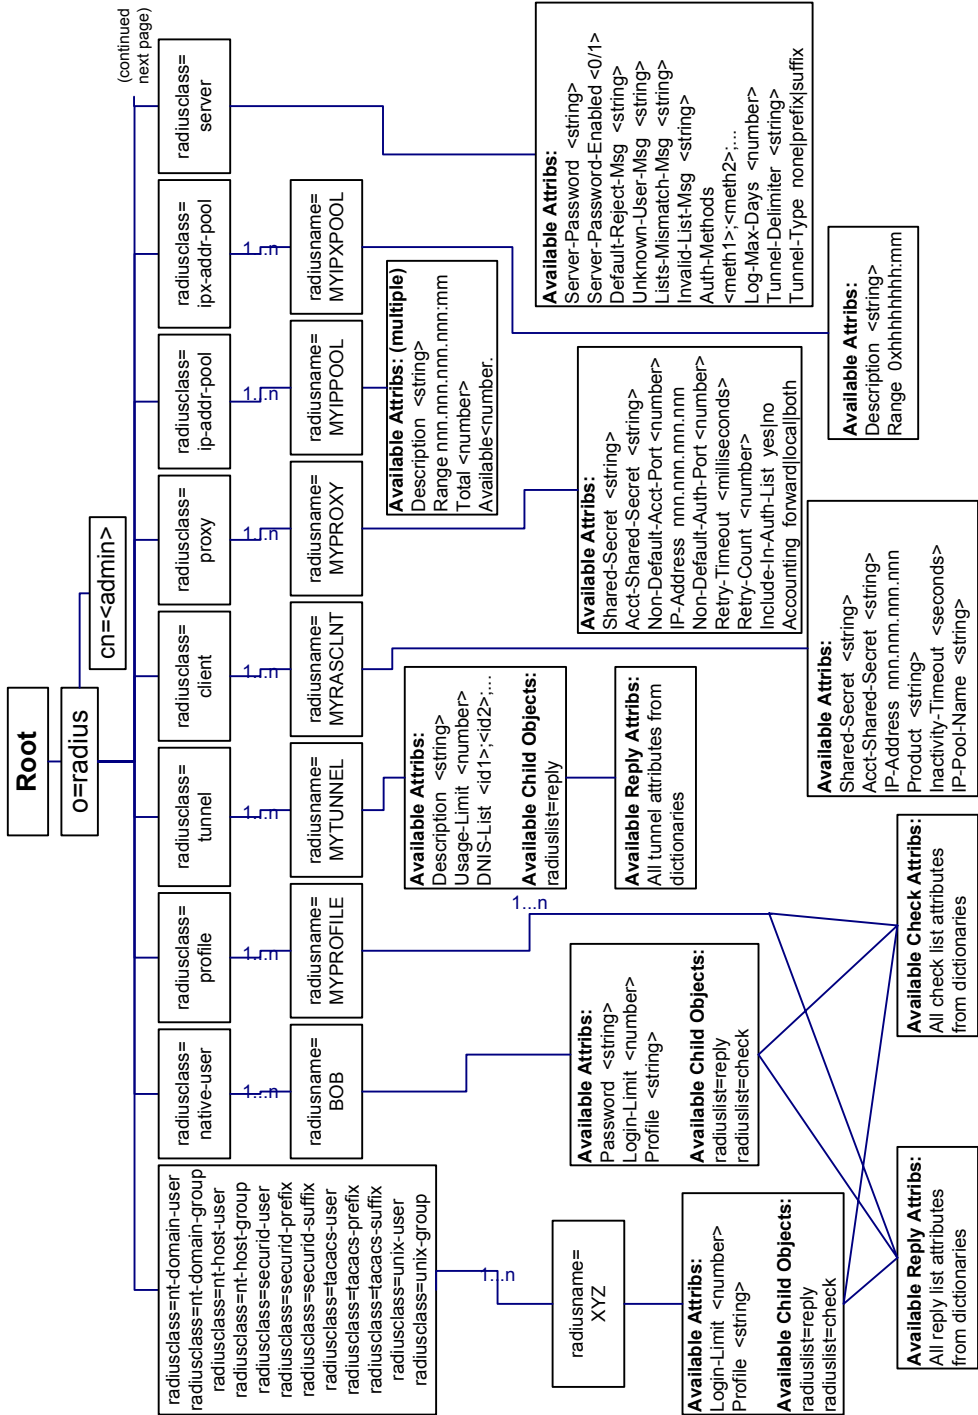 Root
o=radius
cn=<admin>
(continued
next page)
radiusclass=nt-domain-user
radiusclass=nt-domain-group
radiusclass=nt-host-user
radiusclass=nt-host-group
radiusclass=securid-user
radiusclass=securid-prefix
radiusclass=securid-suffix
radiusclass=tacacs-user
radiusclass=tacacs-prefix
radiusclass=tacacs-suffix
radiusclass=unix-user
radiusclass=unix-group
radiusclass=
native-user
radiusclass=
profile
radiusclass=
tunnel
radiusclass=
client
radiusclass=
proxy
radiusclass=
ip-addr-pool
radiusclass=
ipx-addr-pool
radiusclass=
server
1...n
1...n
1...n
1...n
1...n
1...n
1...n
1...n
radiusname=
BOB
radiusname=
MYPROFILE
radiusname=
MYTUNNEL
radiusname=
MYRASCLNT
radiusname=
MYPROXY
radiusname=
MYIPPOOL
radiusname=
MYIPXPOOL
Available Attribs: (multiple)
Description <string>
Range nnn.nnn.nnn.nnn:mm
Total <number>
Available<number.
Available Attribs:
Description <string>
Usage-Limit <number>
DNIS-List <id1>;<id2>;...
Available Child Objects:
radiuslist=reply
1...n
radiusname=
XYZ
Available Attribs:
Password <string>
Login-Limit <number>
Profile <string>
Available Child Objects:
radiuslist=reply
radiuslist=check
Available Reply Attribs:
All tunnel attributes from
dictionaries
Available Attribs:
Shared-Secret <string>
Acct-Shared-Secret <string>
Non-Default-Acct-Port <number>
IP-Address nnn.nnn.nnn.nnn
Non-Default-Auth-Port <number>
Retry-Timeout <milliseconds>
Retry-Count <number>
Include-In-Auth-List yes|no
Accounting forward|local|both
Available Attribs:
Server-Password <string>
Server-Password-Enabled <0/1>
Default-Reject-Msg <string>
Unknown-User-Msg <string>
Lists-Mismatch-Msg <string>
Invalid-List-Msg <string>
Auth-Methods
<meth1>;<meth2>;...
Log-Max-Days <number>
Tunnel-Delimiter <string>
Tunnel-Type none|prefix|suffix
Available Attribs:
Login-Limit <number>
Profile <string>
Available Child Objects:
radiuslist=reply
radiuslist=check
Available Attribs:
Shared-Secret <string>
Acct-Shared-Secret <string>
IP-Address nnn.nnn.nnn.nnn
Product <string>
Inactivity-Timeout <seconds>
IP-Pool-Name <string>
Available Attribs:
Description <string>
Range 0xhhhhhhhh:mm
Available Reply Attribs:
All reply list attributes
from dictionaries
Available Check Attribs:
All check list attributes
from dictionaries